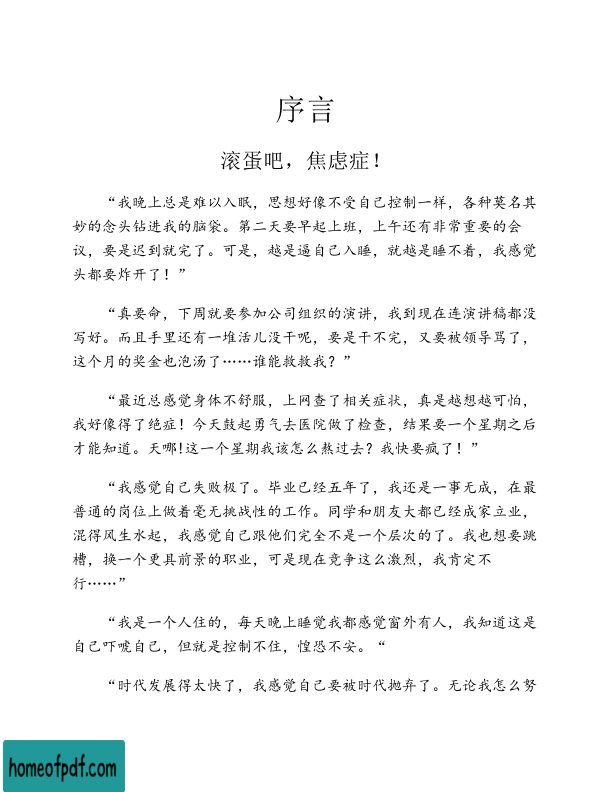 序言
滚蛋吧，焦虑症！
“我晚上总是难以入眠，思想好像不受自己控制一样，各种莫名其
妙的念头钻进我的脑袋。第二天要早起上班，上午还有非常重要的会
议，要是迟到就完了。可是，越是逼自己入睡，就越是睡不着，我感觉
头都要炸开了！”
“真要命，下周就要参加公司组织的演讲，我到现在连演讲稿都没
写好。而且手里还有一堆活儿没干呢，要是干不完，又要被领导骂了，
这个月的奖金也泡汤了……谁能救救我？”
“最近总感觉身体不舒服，上网查了相关症状，真是越想越可怕，
我好像得了绝症！今天鼓起勇气去医院做了检查，结果要一个星期之后
才能知道。天哪！这一个星期我该怎么熬过去？我快要疯了！”
“我感觉自己失败极了。毕业已经五年了，我还是一事无成，在最
普通的岗位上做着毫无挑战性的工作。同学和朋友大都已经成家立业，
混得风生水起，我感觉自己跟他们完全不是一个层次的了。我也想要跳
槽，换一个更具前景的职业，可是现在竞争这么激烈，我肯定不
行……”
“我是一个人住的，每天晚上睡觉我都感觉窗外有人，我知道这是
自己吓唬自己，但就是控制不住，惶恐不安。“
“时代发展得太快了，我感觉自己要被时代抛弃了。无论我怎么努
homeofpdf.com